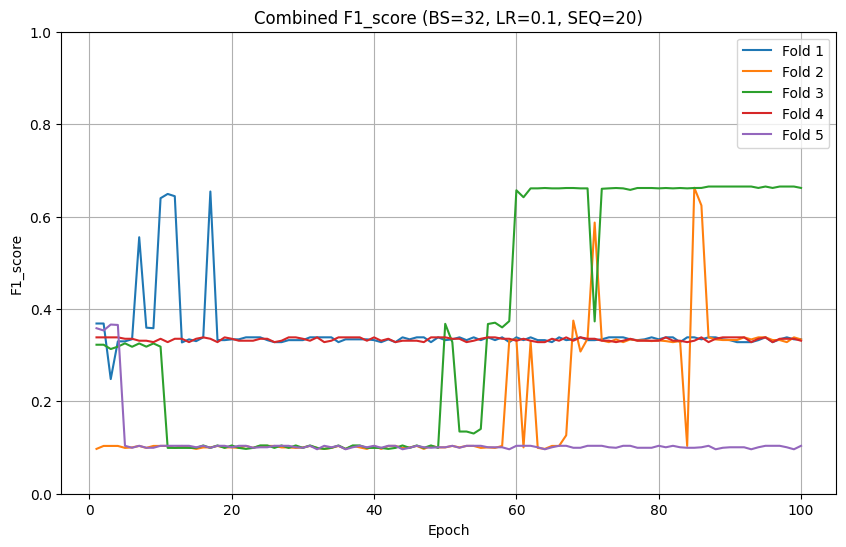 Combined F1_score (BS=32, LR=0.1, SEQ=20)
F1_score
1.0
0.8
0.6
0.4
0.2
0.0
Fold 1
Fold 2
Fold 3
Fold 4
Fold 5
0
20
40
60
80
100
Epoch